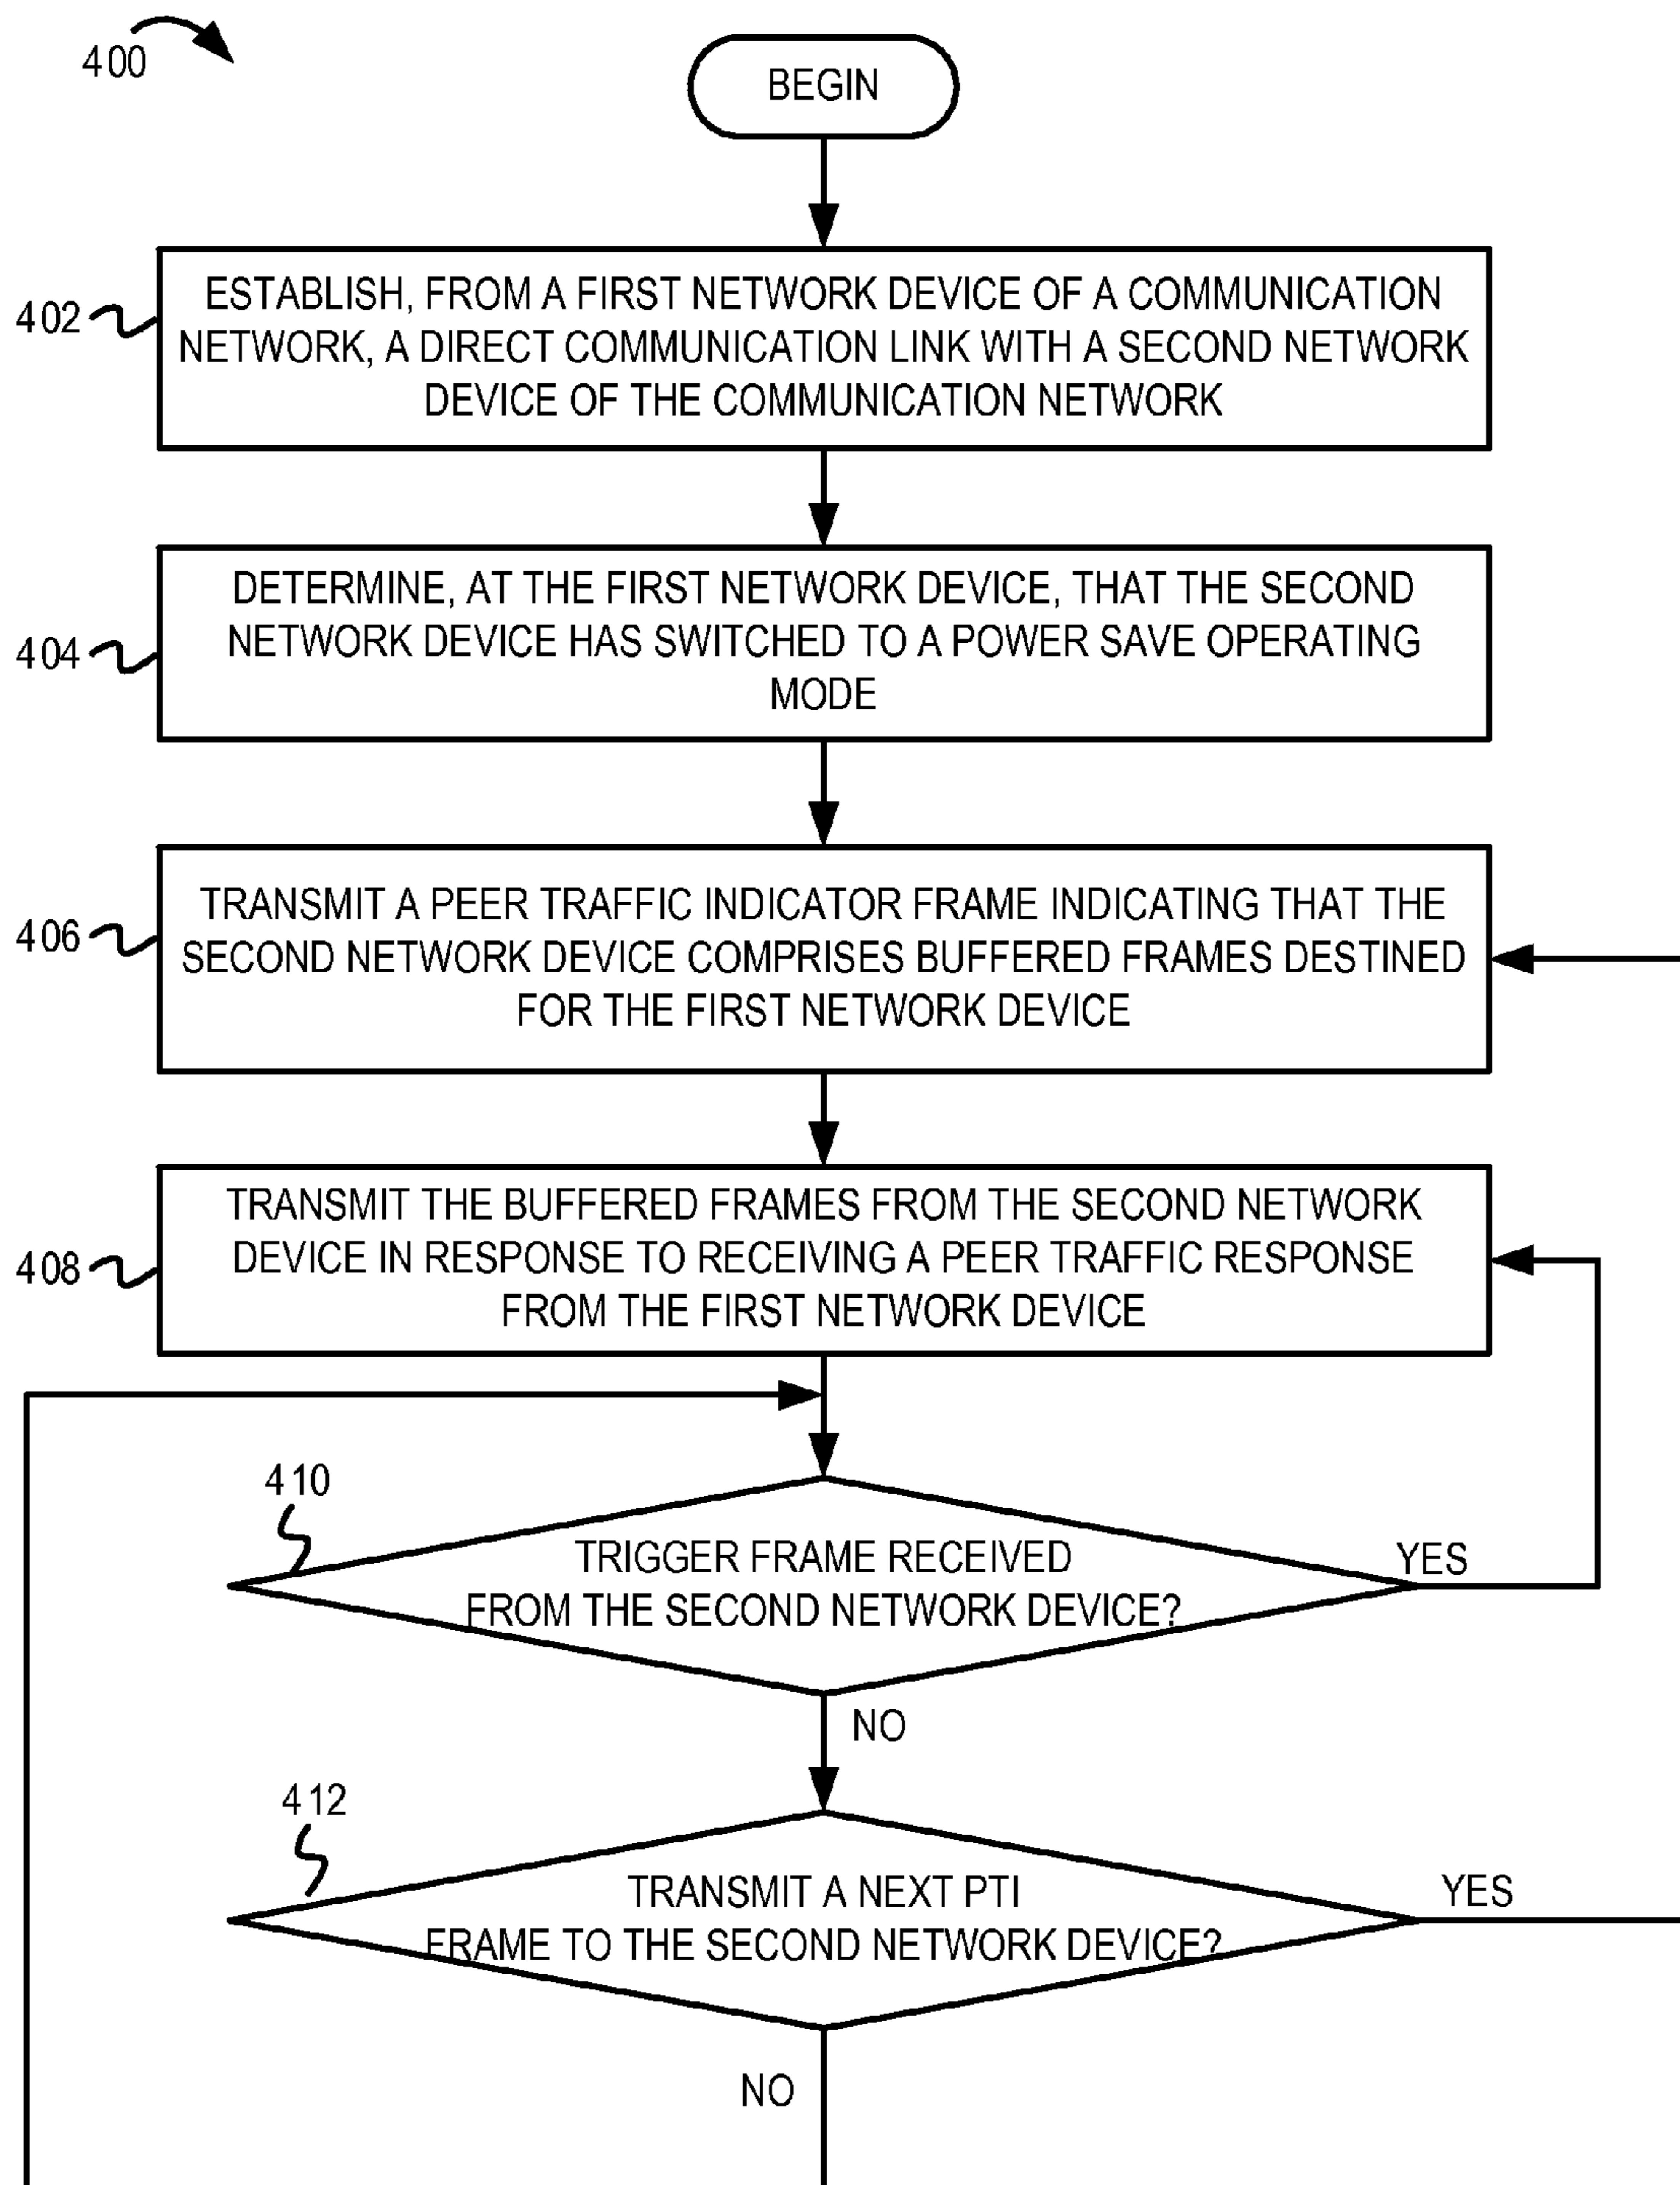 400
BEGIN
402
ESTABLISH, FROM A FIRST NETWORK DEVICE OF A COMMUNICATION
NETWORK, A DIRECT COMMUNICATION LINK WITH A SECOND NETWORK
DEVICE OF THE COMMUNICATION NETWORK
404
DETERMINE, AT THE FIRST NETWORK DEVICE, THAT THE SECOND
NETWORK DEVICE HAS SWITCHED TO A POWER SAVE OPERATING
MODE
406
TRANSMIT A PEER TRAFFIC INDICATOR FRAME INDICATING THAT THE
SECOND NETWORK DEVICE COMPRISES BUFFERED FRAMES DESTINED
FOR THE FIRST NETWORK DEVICE
408
TRANSMIT THE BUFFERED FRAMES FROM THE SECOND NETWORK
DEVICE IN RESPONSE TO RECEIVING A PEER TRAFFIC RESPONSE
FROM THE FIRST NETWORK DEVICE
410
TRIGGER FRAME RECEIVED
FROM THE SECOND NETWORK DEVICE?
YES
NO
412
TRANSMIT A NEXT PTI
FRAME TO THE SECOND NETWORK DEVICE?
YES
NO